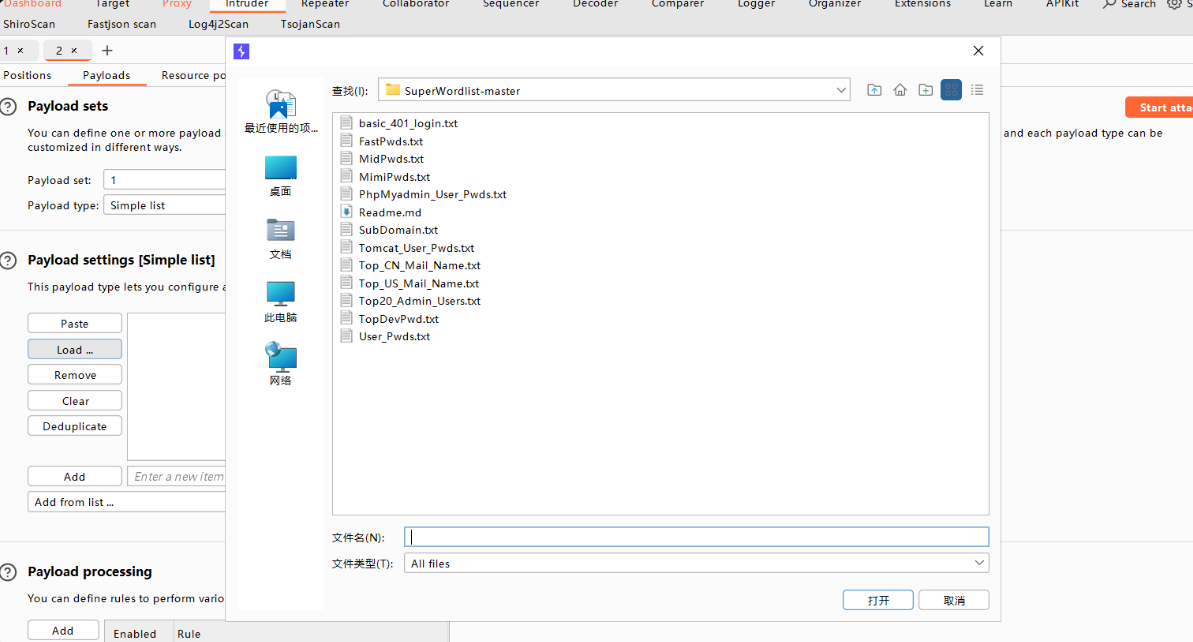 Dashboard Target Proxy Intruder Repeater Collaborator Sequencer Decoder Comparer Logger Organizer Extensions Learn APIKit Search
ShiroScan Fastjson scan Log4j2Scan TsojanScan
1 × 2 × +
Positions Payloads Resource po
Payload sets
You can define one or more payload
and each payload type can be
customized in different ways.
Start atta
Payload set: 1
Payload type: Simple list
Payload settings [Simple list]
This payload type lets you configure a
Paste
Load ...
Remove
Clear
Deduplicate
Add Enter a new item
Add from list ...
Payload processing
You can define rules to perform vario
Add Enabled Rule
查找(I): SuperWordlist-master
最近使用的项...
桌面
文档
此电脑
网络
basic_401_login.txt
FastPwds.txt
MidPwds.txt
MimiPwds.txt
PhpMyadmin_User_Pwds.txt
Readme.md
SubDomain.txt
Tomcat_User_Pwds.txt
Top_CN_Mail_Name.txt
Top_US_Mail_Name.txt
Top20_Admin_Users.txt
TopDevPwd.txt
User_Pwds.txt
文件名(N):
文件类型(T): All files
打开 取消